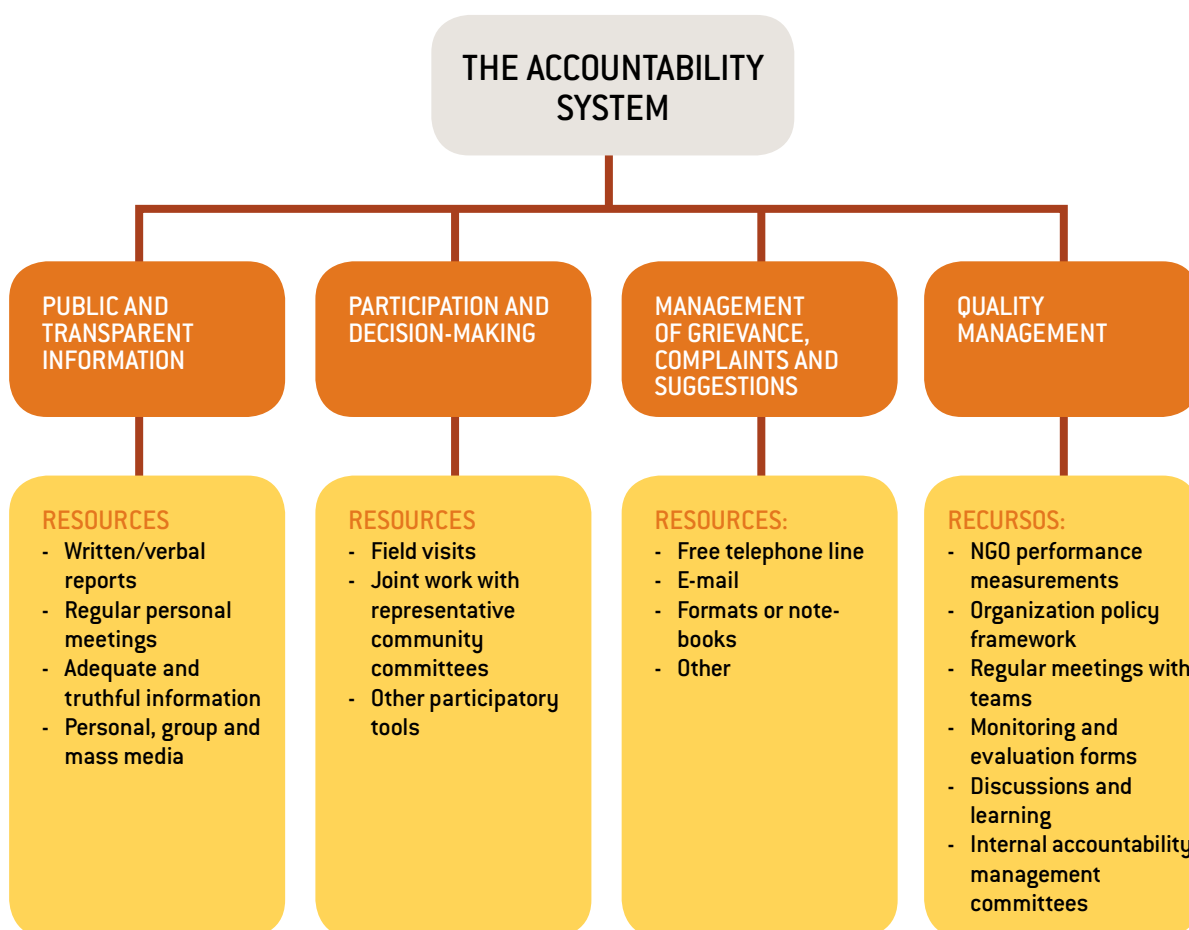 THE ACCOUNTABILITY
SYSTEM
PUBLIC AND
TRANSPARENT
INFORMATION
PARTICIPATION AND
DECISION-MAKING
MANAGEMENT
OF GRIEVANCE,
COMPLAINTS AND
SUGGESTIONS
QUALITY
MANAGEMENT
RESOURCES
- Written/verbal
reports
- Regular personal
meetings
- Adequate and
truthful information
- Personal, group and
mass media
RESOURCES
- Field visits
- Joint work with
representative
community
committees
- Other participatory
tools
RESOURCES:
- Free telephone line
- E-mail
- Formats or note-
books
- Other
RECURSOS:
- NGO performance
measurements
- Organization policy
framework
- Regular meetings with
teams
- Monitoring and
evaluation forms
- Discussions and
learning
- Internal accountability
management
committees